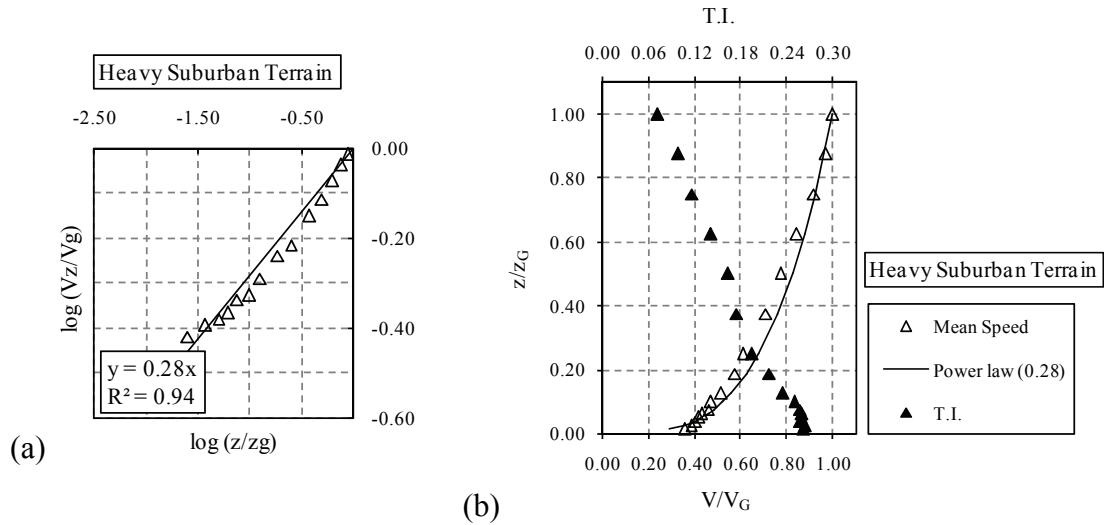 Heavy Suburban Terrain
-2.50 -1.50 -0.50
0.00
-0.20
-0.40
-0.60
log (Vz/Vg)
y = 0.28x
R² = 0.94
log (z/zg)
(a)
T.I.
0.00 0.06 0.12 0.18 0.24 0.30
1.00
0.80
0.60
0.40
0.20
0.00
z/zG
0.00 0.20 0.40 0.60 0.80 1.00
V/VG
(b)
Heavy Suburban Terrain
Mean Speed
Power law (0.28)
T.I.